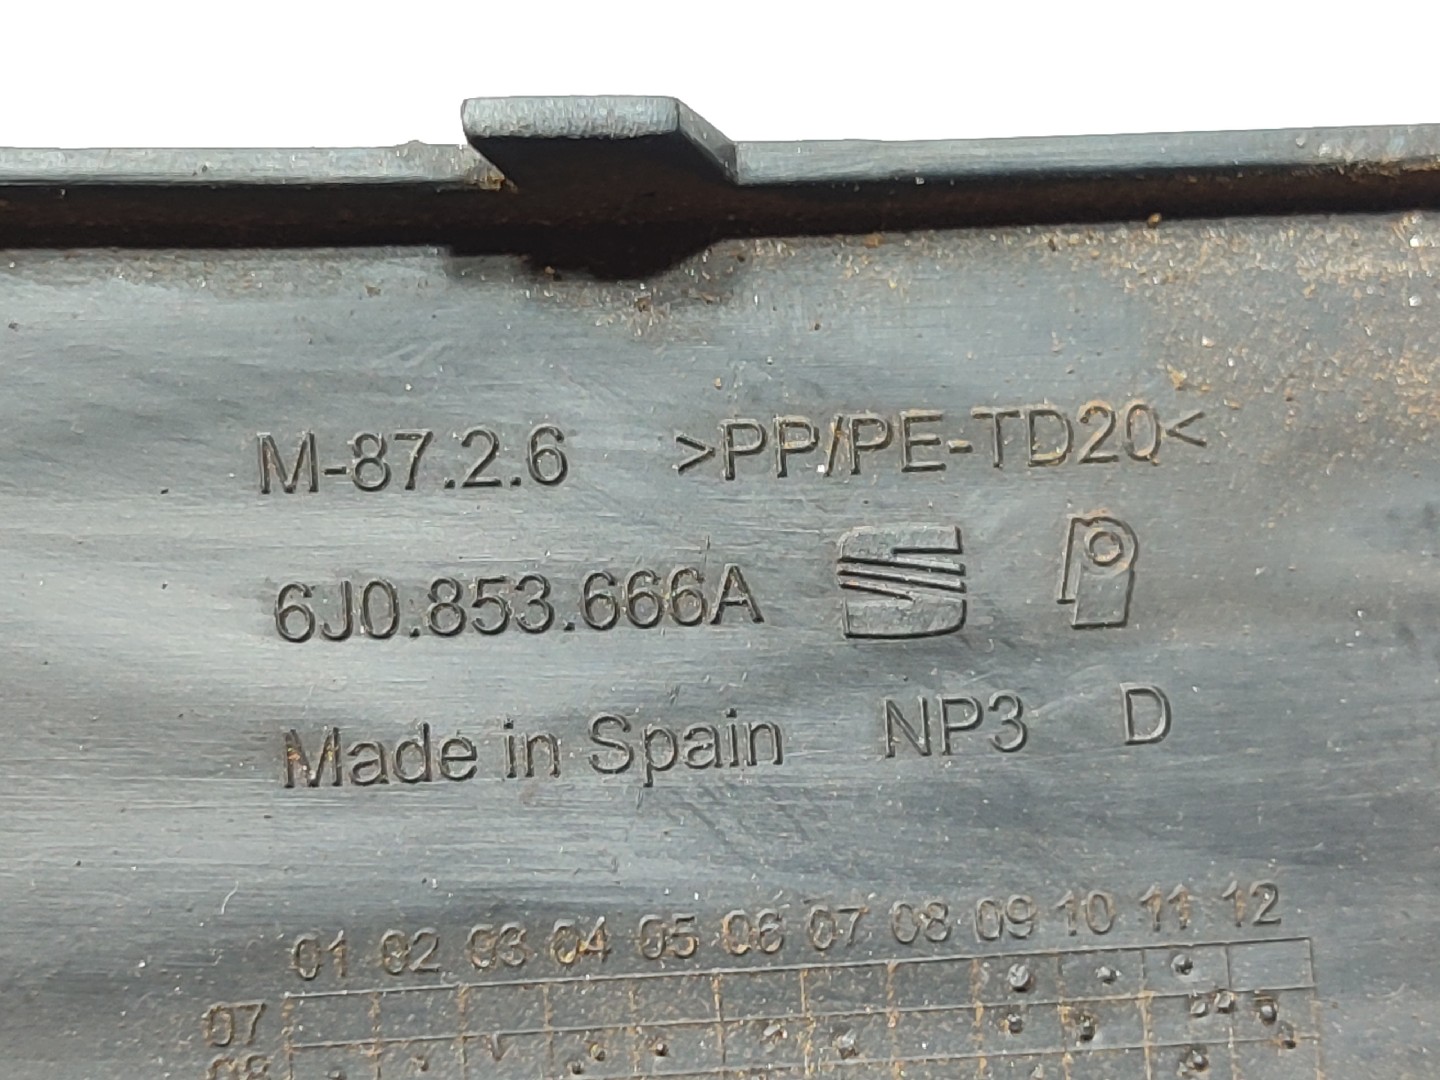 M-87.2.6 >PP/PE-TD20<
6J0.853.666A
Made in Spain NP3 D
01 02 03 04 05 06 07 08 09 10 11 12
07
08